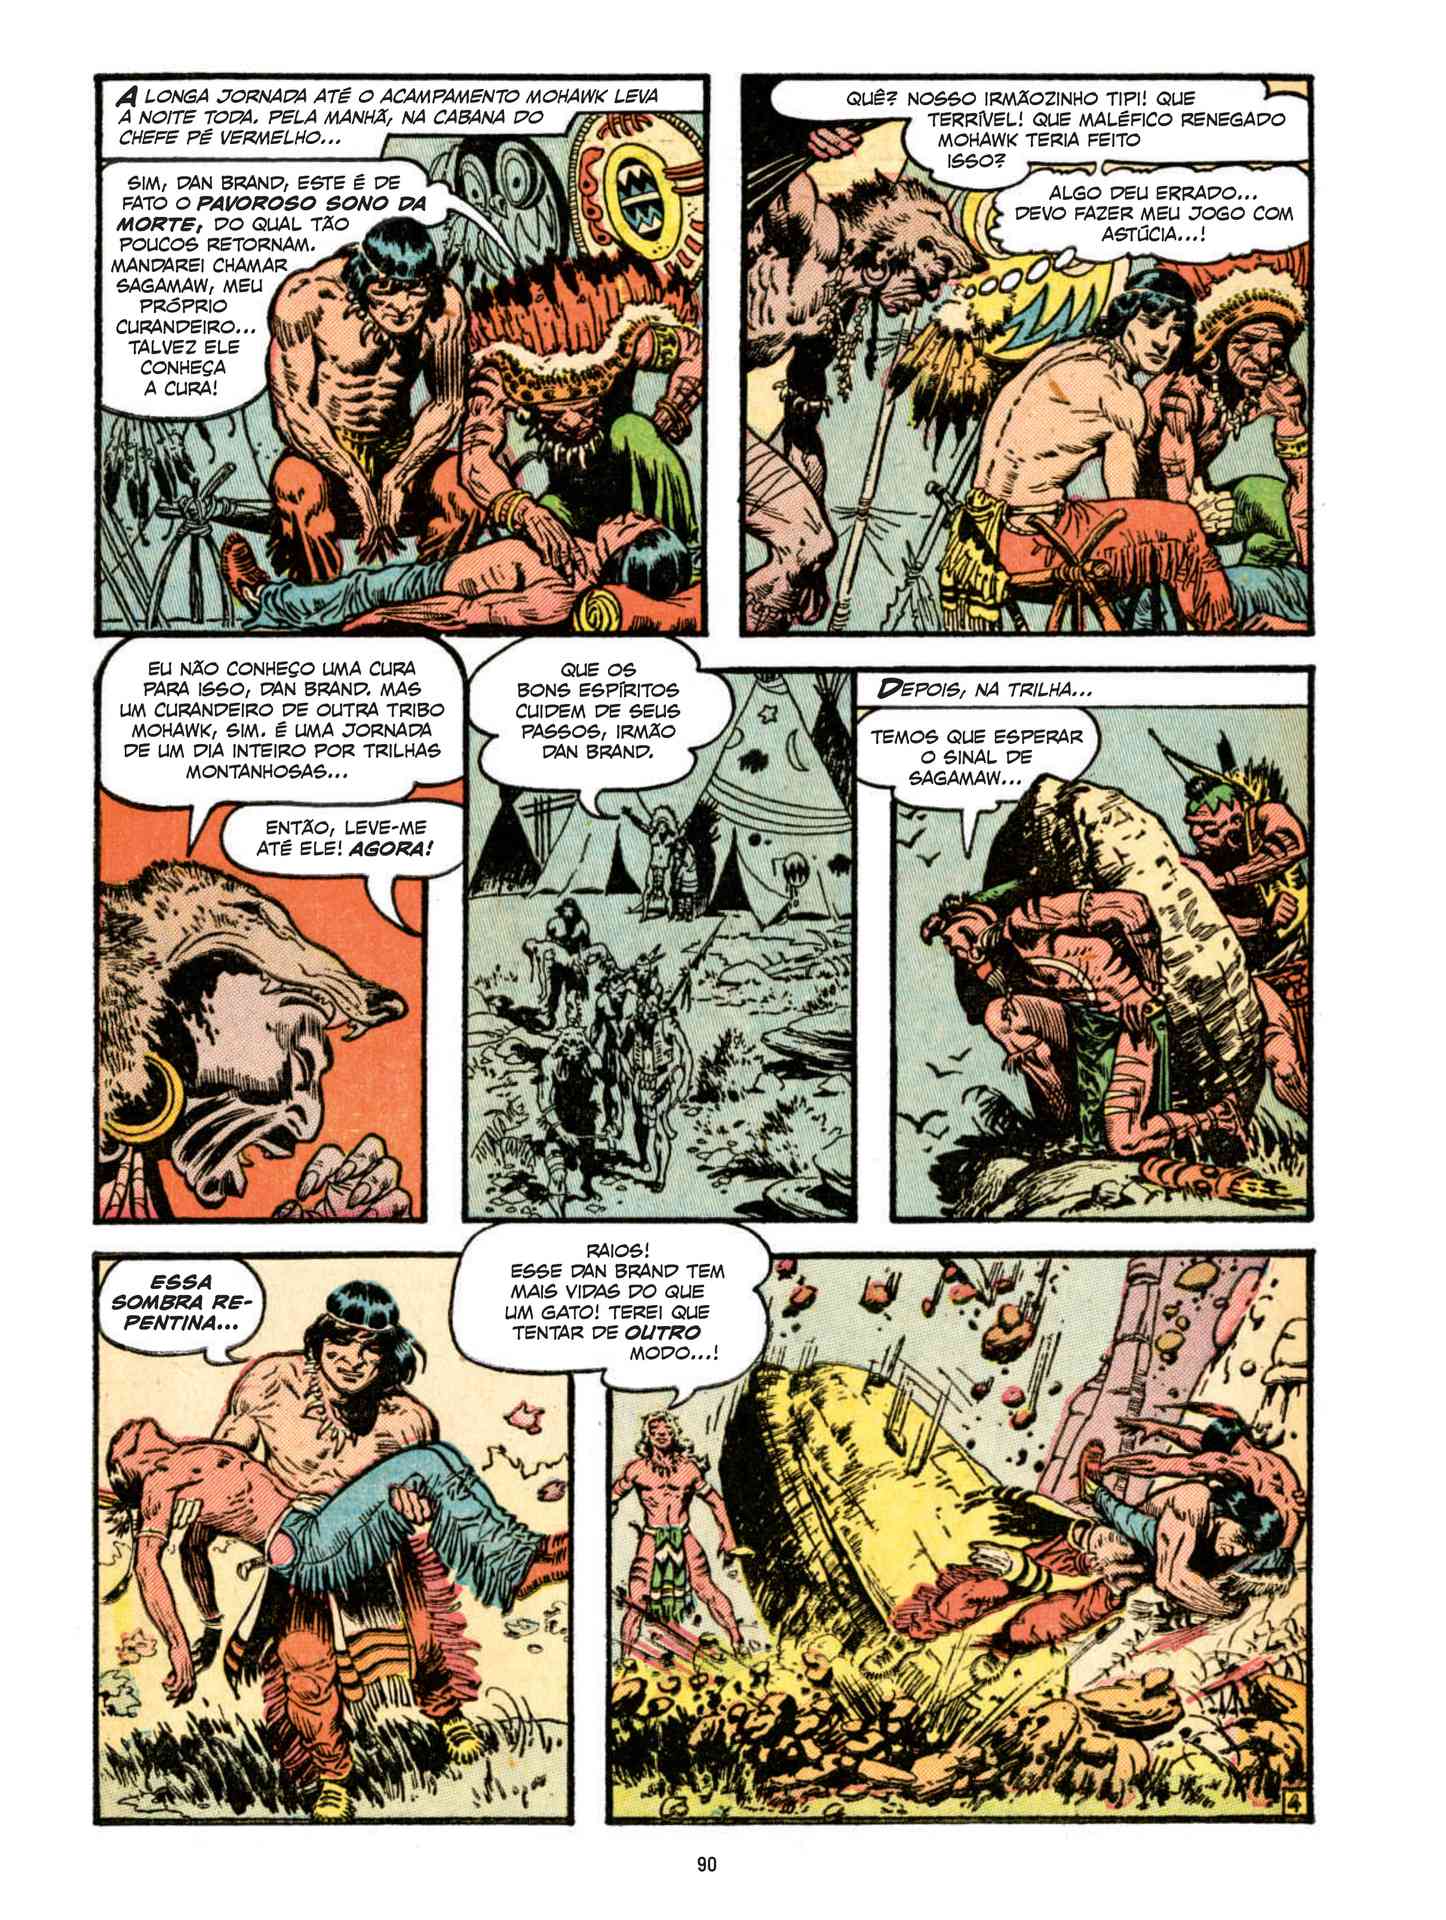 A LONGA JORNADA ATÉ O ACAMPAMENTO MOHAWK LEVA
A NOITE TODA. PELA MANHÃ, NA CABANA DO
CHEFE PÉ VERMELHO...
SIM, DAN BRAND, ESTE É DE
FATO O PAVOROSO SONO DA
MORTE, DO QUAL TÃO
POUCOS RETORNAM.
MANDAREI CHAMAR
SAGAMAW, MEU
PRÓPRIO
CURANDEIRO...
TALVEZ ELE
CONHEÇA
A CURA!
QUÊ? NOSSO IRMÃOZINHO TIPI! QUE
TERRÍVEL! QUE MALÉFICO RENEGADO
MOHAWK TERIA FEITO
ISSO?
ALGO DEU ERRADO...
DEVO FAZER MEU JOGO COM
ASTÚCIA...!
EU NÃO CONHEÇO UMA CURA
PARA ISSO, DAN BRAND. MAS
UM CURANDEIRO DE OUTRA TRIBO
MOHAWK, SIM. É UMA JORNADA
DE UM DIA INTEIRO POR TRILHAS
MONTANHOSAS...
ENTÃO, LEVE-ME
ATÉ ELE! AGORA!
QUE OS
BONS ESPÍRITOS
CUIDEM DE SEUS
PASSOS, IRMÃO
DAN BRAND.
DEPOIS, NA TRILHA...
TEMOS QUE ESPERAR
O SINAL DE
SAGAMAW...
ESSA
SOMBRA RE-
PENTINA...
RAIOS!
ESSE DAN BRAND TEM
MAIS VIDAS DO QUE
UM GATO! TEREI QUE
TENTAR DE OUTRO
MODO...!
4
90